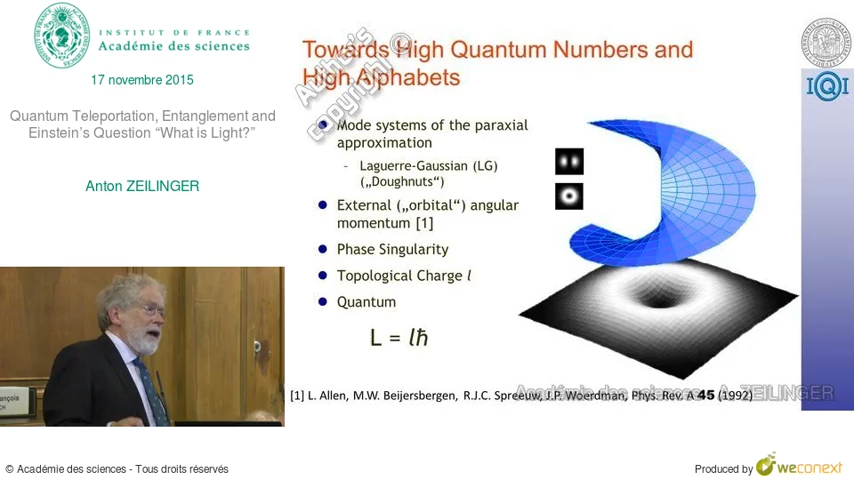 INSTITUT DE FRANCE
Académie des sciences
17 novembre 2015
Quantum Teleportation, Entanglement and
Einstein's Question “What is Light?”
Anton ZEILINGER
Towards High Quantum Numbers and
High Alphabets
Author's
copyright ©
IQI
Mode systems of the paraxial
approximation
- Laguerre-Gaussian (LG)
(„Doughnuts“)
External („orbital“) angular
momentum [1]
Phase Singularity
Topological Charge l
Quantum
L = lħ
[1] L. Allen, M.W. Beijersbergen, R.J.C. Spreeuw, J.P. Woerdman, Phys. Rev. A 45 (1992)
Académie des sciences - A. ZEILINGER
© Académie des sciences - Tous droits réservés
Produced by weconext